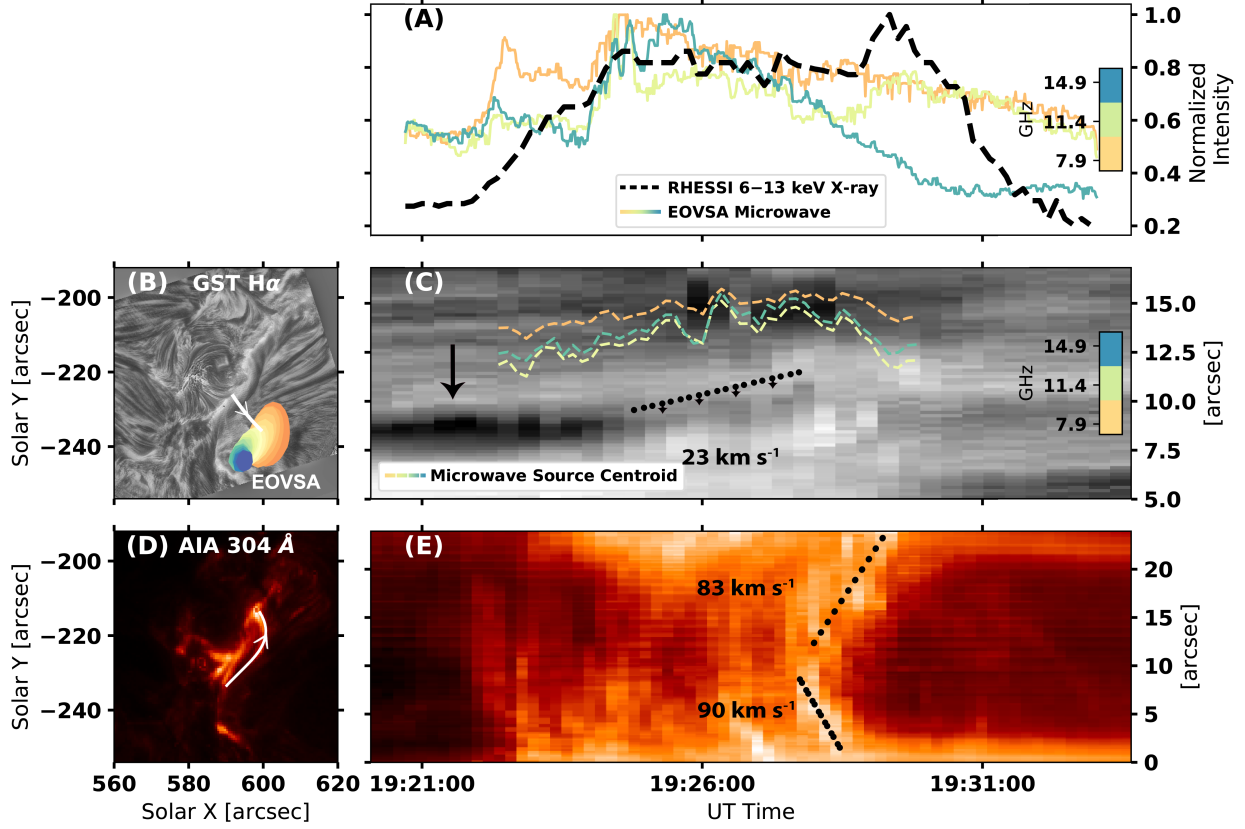 (A)
1.0
0.8
0.6
0.4
0.2
Normalized
Intensity
GHz
14.9
11.4
7.9
RHESSI 6−13 keV X-ray
EOVSA Microwave
(B)
GST Hα
EOVSA
Solar Y [arcsec]
−200
−220
−240
(C)
23 km s-1
Microwave Source Centroid
GHz
14.9
11.4
7.9
15.0
12.5
10.0
7.5
5.0
[arcsec]
(D) AIA 304 Å
Solar Y [arcsec]
−200
−220
−240
560 580 600 620
Solar X [arcsec]
(E)
83 km s-1
90 km s-1
20
15
10
5
0
[arcsec]
19:21:00 19:26:00 19:31:00
UT Time